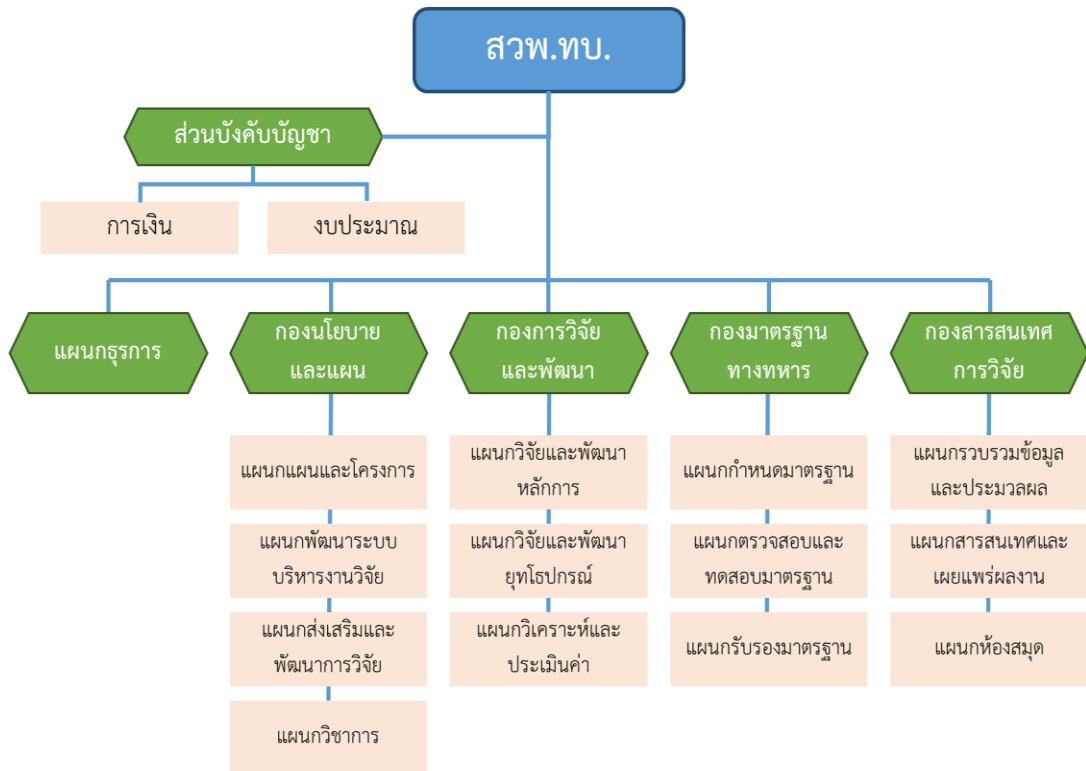 สวพ.ทบ.
ส่วนบังคับบัญชา
การเงิน
งบประมาณ
แผนกธุรการ
กองนโยบาย
และแผน
กองการวิจัย
และพัฒนา
กองมาตรฐาน
ทางทหาร
กองสารสนเทศ
การวิจัย
แผนกแผนและโครงการ
แผนกพัฒนาระบบ
บริหารงานวิจัย
แผนกส่งเสริมและ
พัฒนาการวิจัย
แผนกวิชาการ
แผนกวิจัยและพัฒนา
หลักการ
แผนกวิจัยและพัฒนา
ยุทโธปกรณ์
แผนกวิเคราะห์และ
ประเมินค่า
แผนกกำหนดมาตรฐาน
แผนกตรวจสอบและ
ทดสอบมาตรฐาน
แผนกรับรองมาตรฐาน
แผนกรวบรวมข้อมูล
และประมวลผล
แผนกสารสนเทศและ
เผยแพร่ผลงาน
แผนกห้องสมุด